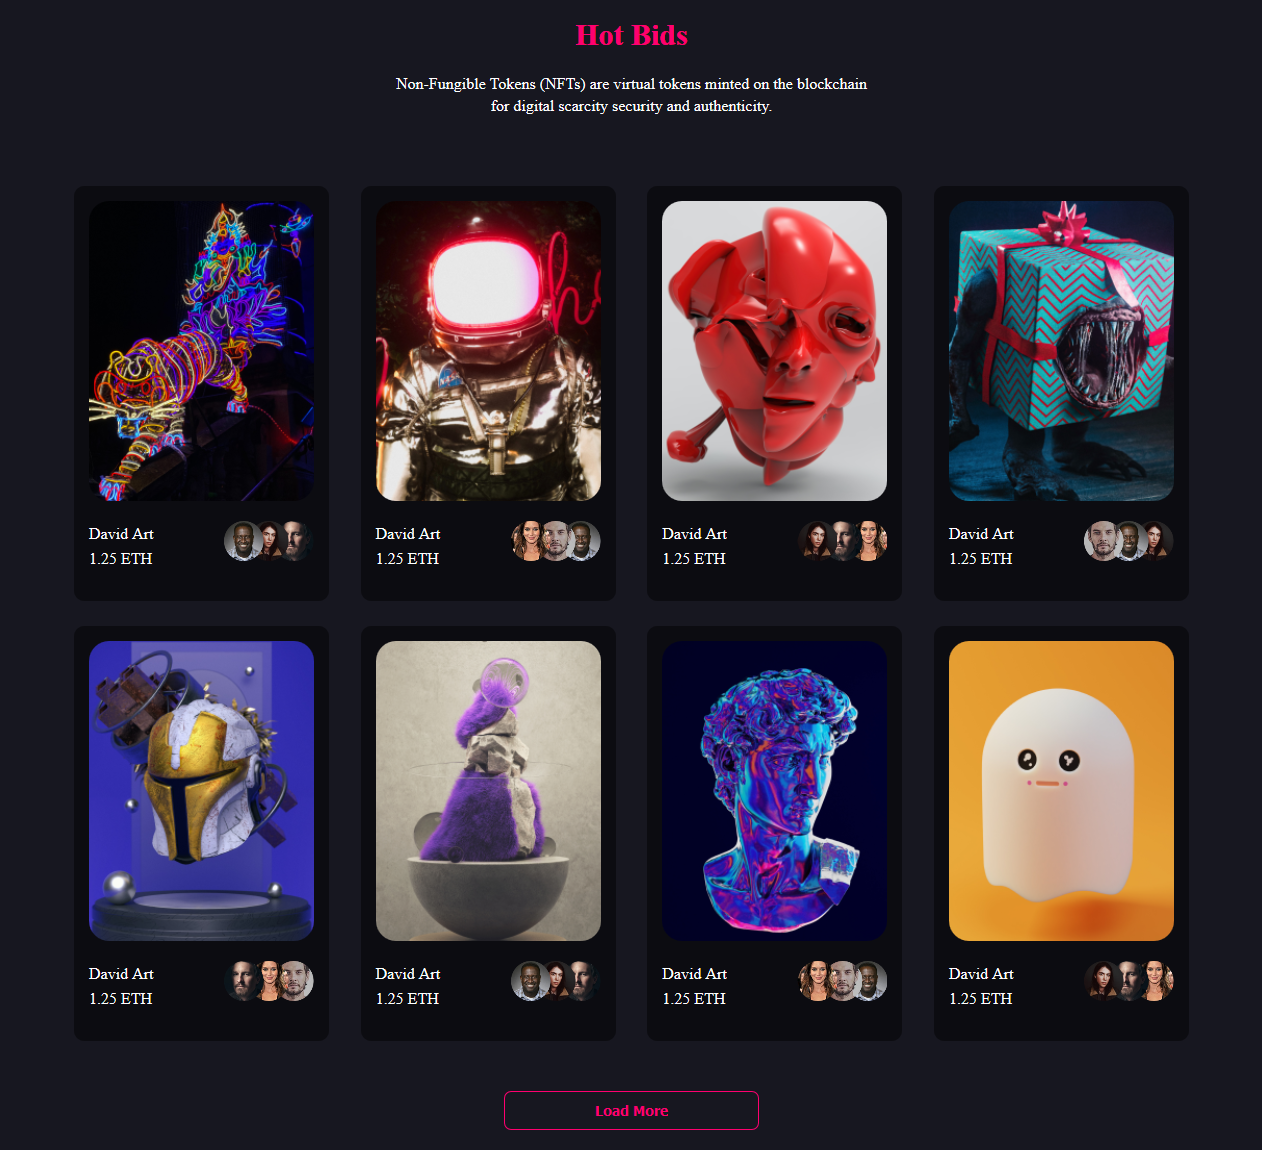 Hot Bids
Non-Fungible Tokens (NFTs) are virtual tokens minted on the blockchain
for digital scarcity security and authenticity.
NASA
David Art
1.25 ETH
David Art
1.25 ETH
David Art
1.25 ETH
David Art
1.25 ETH
David Art
1.25 ETH
David Art
1.25 ETH
David Art
1.25 ETH
David Art
1.25 ETH
Load More